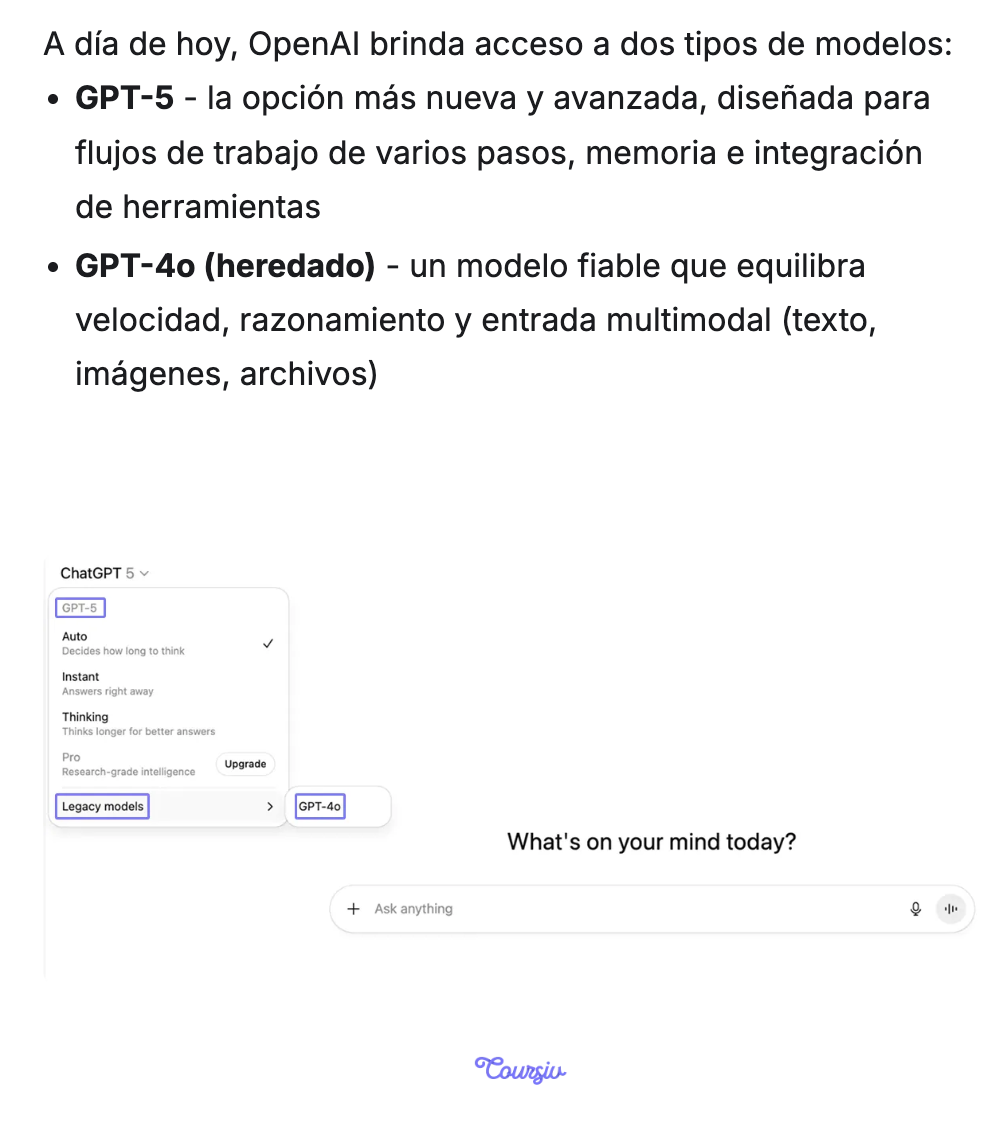 A día de hoy, OpenAI brinda acceso a dos tipos de modelos:
• GPT-5 - la opción más nueva y avanzada, diseñada para
flujos de trabajo de varios pasos, memoria e integración
de herramientas
• GPT-4o (heredado) - un modelo fiable que equilibra
velocidad, razonamiento y entrada multimodal (texto,
imágenes, archivos)
ChatGPT 5
GPT-5
Auto
Decides how long to think
Instant
Answers right away
Thinking
Thinks longer for better answers
Pro
Research-grade intelligence
Upgrade
Legacy models
GPT-4o
What's on your mind today?
Ask anything
Coursiv